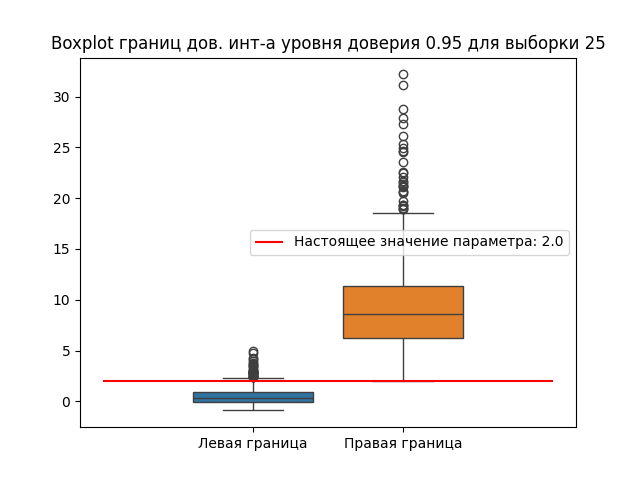 Boxplot границ дов. инт-а уровня доверия 0.95 для выборки 25
30
25
20
15
10
5
0
Настоящее значение параметра: 2.0
Левая граница
Правая граница